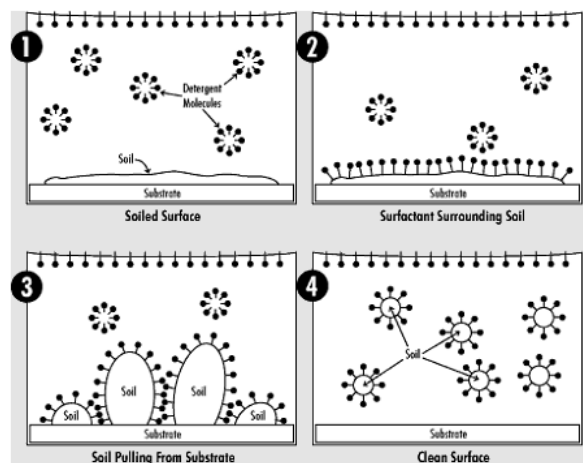 1
Detergent
Molecules
Soil
Substrate
Soiled Surface
2
Substrate
Surfactant Surrounding Soil
3
Soil
Soil
Soil
Soil
Substrate
Soil Pulling From Substrate
4
Soil
Substrate
Clean Surface